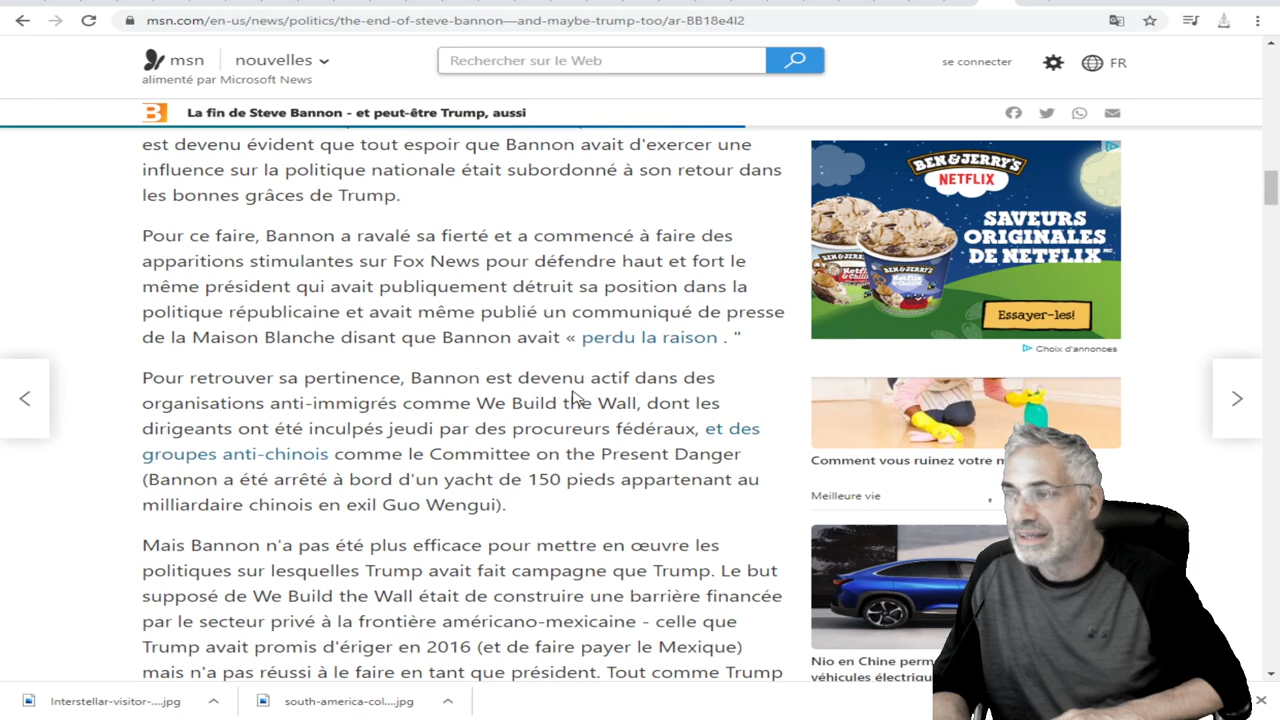 msn.com/en-us/news/politics/the-end-of-steve-bannon—and-maybe-trump-too/ar-BB18e4l2
msn
nouvelles
alimenté par Microsoft News
Rechercher sur le Web
se connecter
FR
La fin de Steve Bannon - et peut-être Trump, aussi
est devenu évident que tout espoir que Bannon avait d'exercer une
influence sur la politique nationale était subordonné à son retour dans
les bonnes grâces de Trump.
Pour ce faire, Bannon a ravalé sa fierté et a commencé à faire des
apparitions stimulantes sur Fox News pour défendre haut et fort le
même président qui avait publiquement détruit sa position dans la
politique républicaine et avait même publié un communiqué de presse
de la Maison Blanche disant que Bannon avait « perdu la raison . "
Pour retrouver sa pertinence, Bannon est devenu actif dans des
organisations anti-immigrés comme We Build the Wall, dont les
dirigeants ont été inculpés jeudi par des procureurs fédéraux, et des
groupes anti-chinois comme le Committee on the Present Danger
(Bannon a été arrêté à bord d'un yacht de 150 pieds appartenant au
milliardaire chinois en exil Guo Wengui).
Mais Bannon n'a pas été plus efficace pour mettre en œuvre les
politiques sur lesquelles Trump avait fait campagne que Trump. Le but
supposé de We Build the Wall était de construire une barrière financée
par le secteur privé à la frontière américano-mexicaine - celle que
Trump avait promis d'ériger en 2016 (et de faire payer le Mexique)
mais n'a pas réussi à le faire en tant que président. Tout comme Trump
BEN & JERRY'S
NETFLIX
SAVEURS
ORIGINALES
DE NETFLIX
BEN & JERRY'S
Essayer-les!
Choix d'annonces
Comment vous ruinez votre
Meilleure vie
Nio en Chine
véhicules
Interstellar-visitor-....jpg
south-america-col....jpg